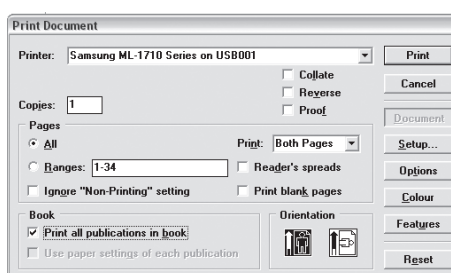 Print Document
Printer: Samsung ML-1710 Series on USB001
Print
Collate
Reverse
Proof
Cancel
Copies: 1
Document
Pages
All
Print: Both Pages
Setup...
Ranges: 1-34
Reader's spreads
Options
Ignore "Non-Printing" setting
Print blank pages
Colour
Book
Orientation
Print all publications in book
Features
Use paper settings of each publication
Reset